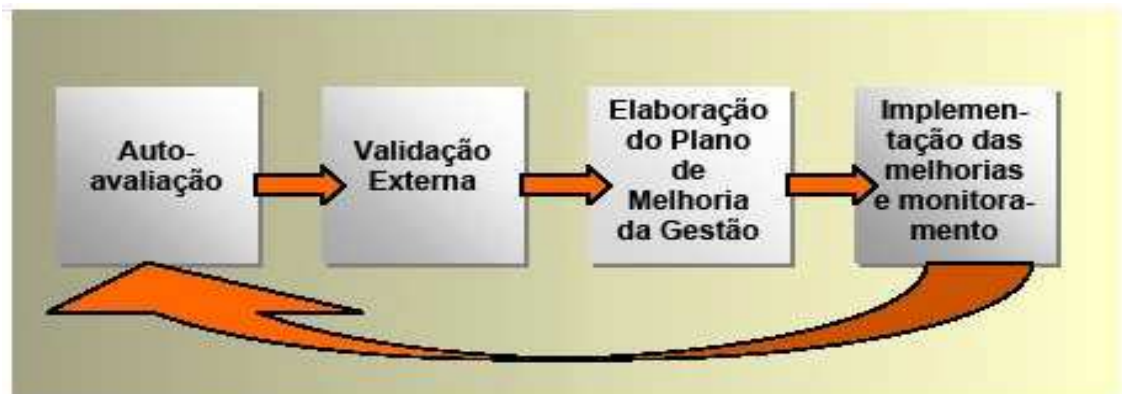 Auto-
avaliação
Validação
Externa
Elaboração
do Plano
de
Melhoria
da Gestão
Implemen-
tação das
melhorias
e monitora-
mento